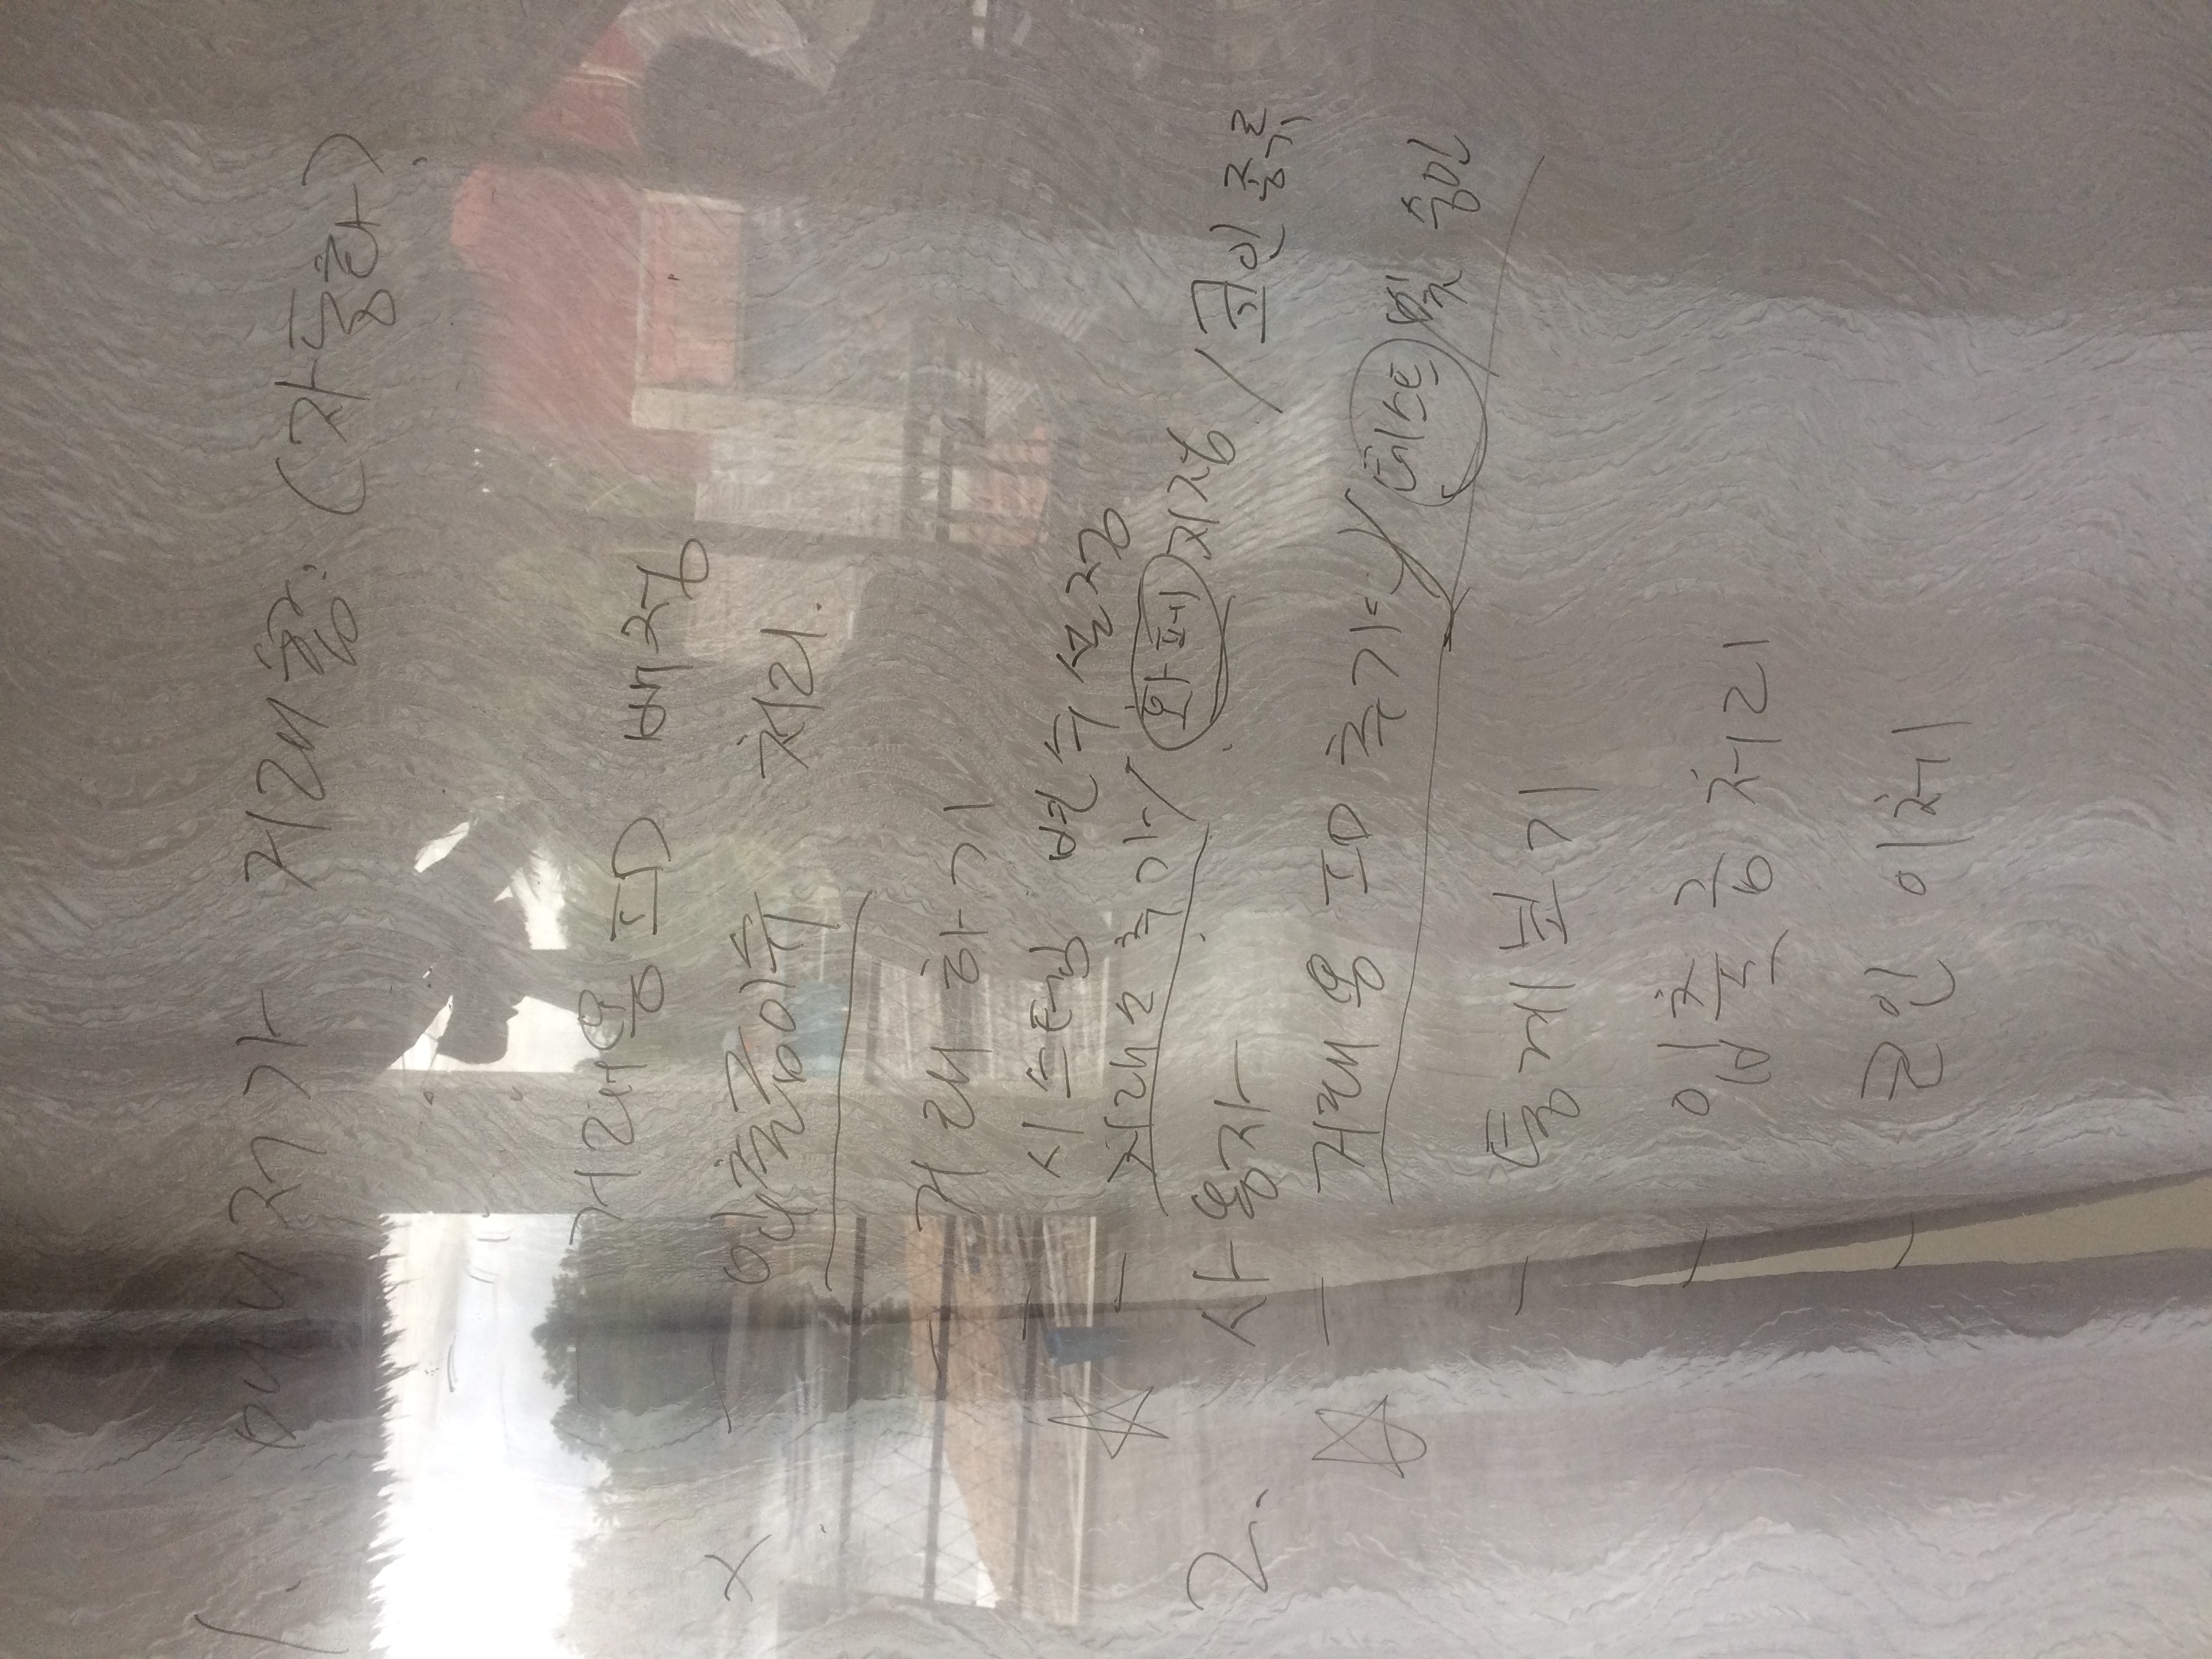 1. 매니저가 거래함. (자동화)
- 거래용 ID 배정
× - 입출금이슈 처리.
- 거래 하기
- 시스템 변수설정
☆ - 거래소 추가 / 화폐 지정 / 코인 종류
2. 사용자
☆ - 거래용 ID 추가 / 테스트 / 및 승인
- 통계보기
- 입출금처리
- 코인 이체